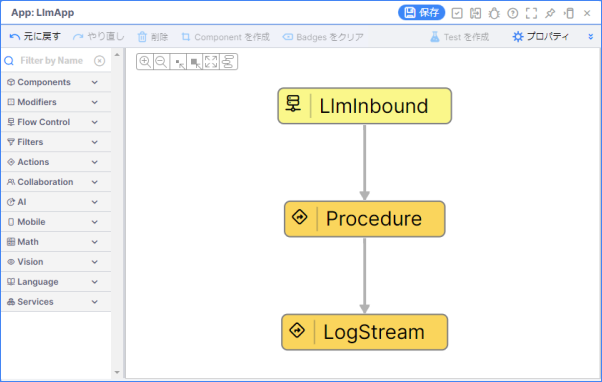 App: LlmApp
保存
元に戻す
やり直し
削除
Component を作成
Badges をクリア
Test を作成
プロパティ
Filter by Name
Components
Modifiers
Flow Control
Filters
Actions
Collaboration
AI
Mobile
Math
Vision
Language
Services
LlmInbound
Procedure
LogStream